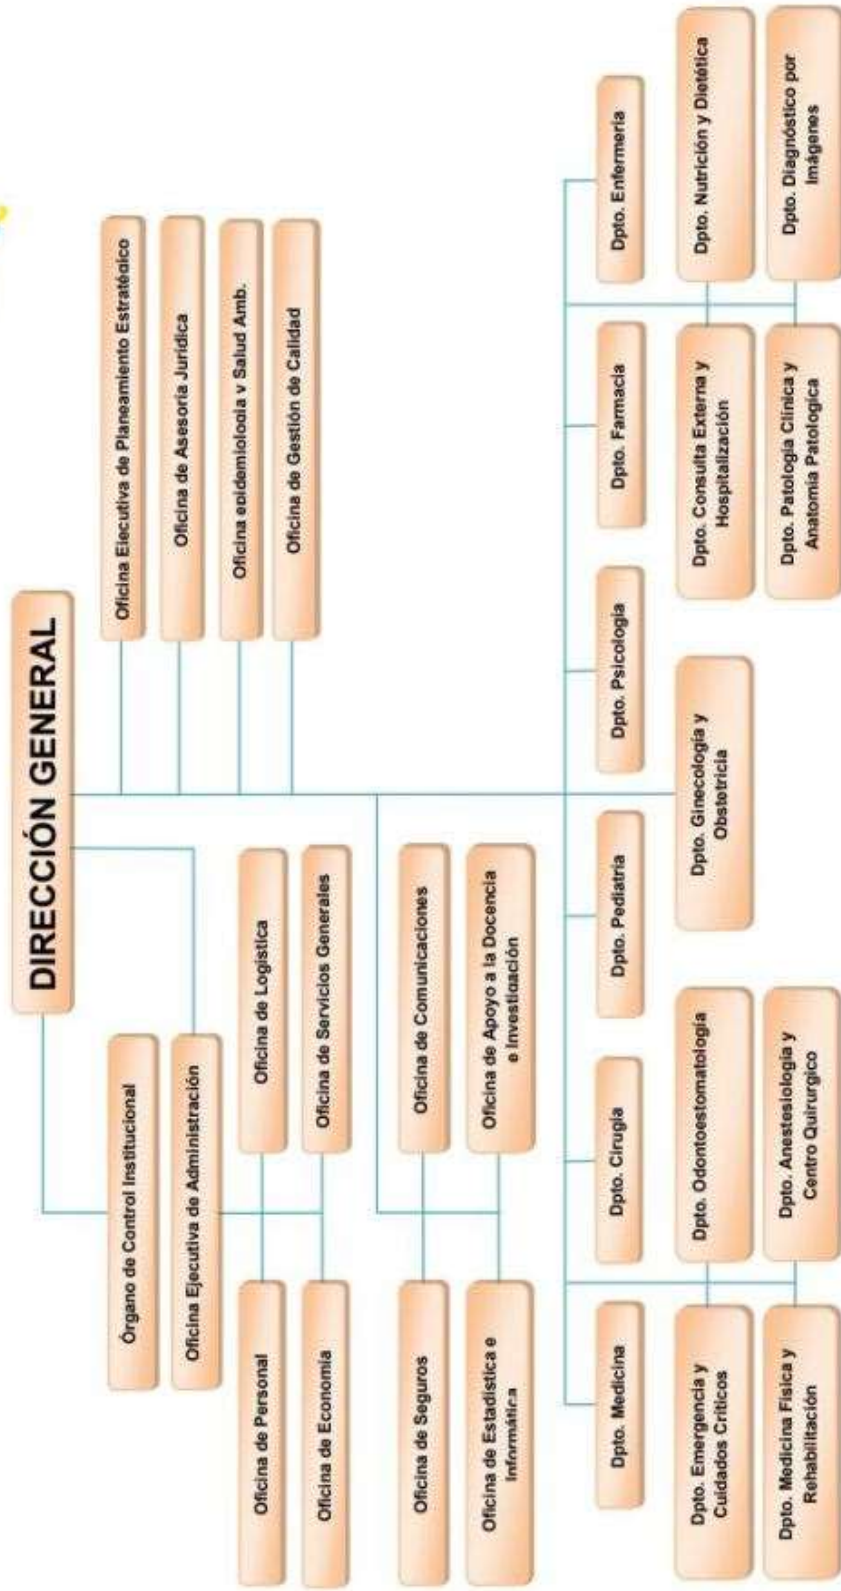 DIRECCIÓN GENERAL
Órgano de Control Institucional
Oficina Ejecutiva de Administración
Oficina de Personal
Oficina de Logística
Oficina de Economía
Oficina de Servicios Generales
Oficina Ejecutiva de Planeamiento Estratégico
Oficina de Asesoría Jurídica
Oficina epidemiología y Salud Amb.
Oficina de Gestión de Calidad
Oficina de Seguros
Oficina de Comunicaciones
Oficina de Estadística e
Informática
Oficina de Apoyo a la Docencia
e Investigación
Dpto. Medicina
Dpto. Cirugía
Dpto. Pediatría
Dpto. Psicología
Dpto. Farmacia
Dpto. Enfermería
Dpto. Emergencia y
Cuidados Críticos
Dpto. Odontoestomatología
Dpto. Ginecología y
Obstetricia
Dpto. Consulta Externa y
Hospitalización
Dpto. Nutrición y Dietética
Dpto. Medicina Física y
Rehabilitación
Dpto. Anestesiología y
Centro Quirurgico
Dpto. Patología Clínica y
Anatomía Patologíca
Dpto. Diagnóstico por
Imágenes